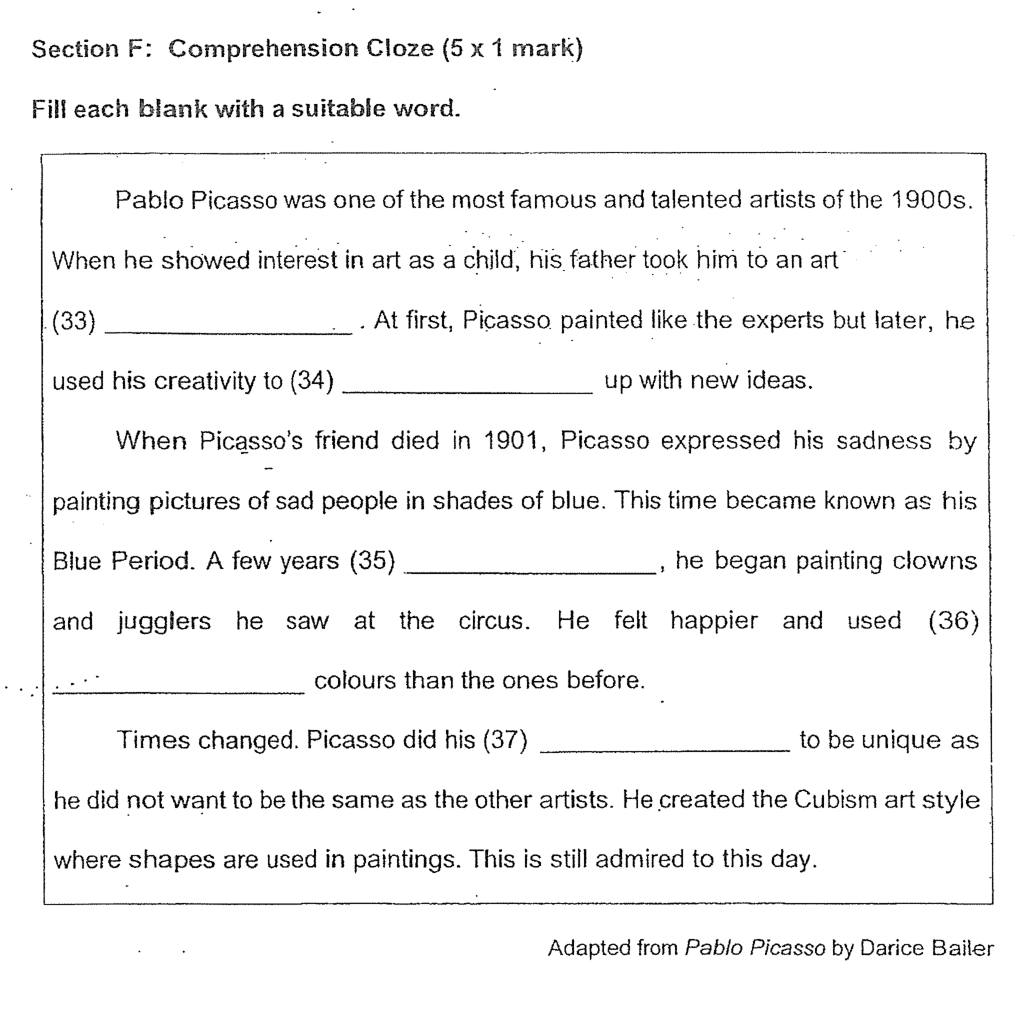 Section F: Comprehension Cloze (5 x 1 mark)
Fill each blank with a suitable word.
Pablo Picasso was one of the most famous and talented artists of the 1900s.
When he showed interest in art as a child, his father took him to an art
(33) ____________________ . At first, Picasso painted like the experts but later, he
used his creativity to (34) ____________________ up with new ideas.
When Picasso's friend died in 1901, Picasso expressed his sadness by
painting pictures of sad people in shades of blue. This time became known as his
Blue Period. A few years (35) ____________________, he began painting clowns
and jugglers he saw at the circus. He felt happier and used (36)
____________________ colours than the ones before.
Times changed. Picasso did his (37) ____________________ to be unique as
he did not want to be the same as the other artists. He created the Cubism art style
where shapes are used in paintings. This is still admired to this day.
Adapted from Pablo Picasso by Darice Bailer